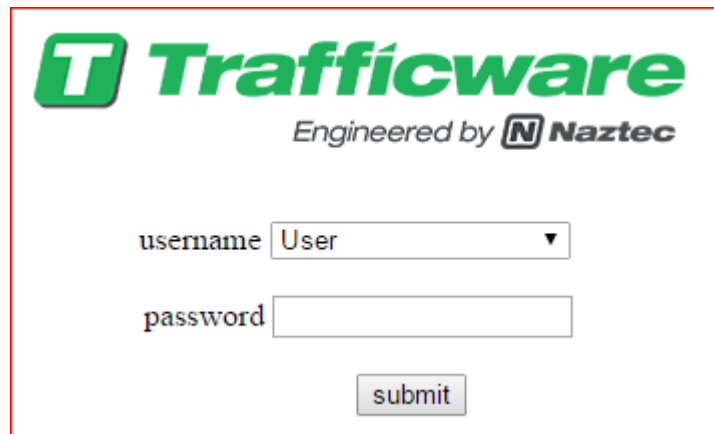 T Trafficware
Engineered by N Naztec
username User
password
submit